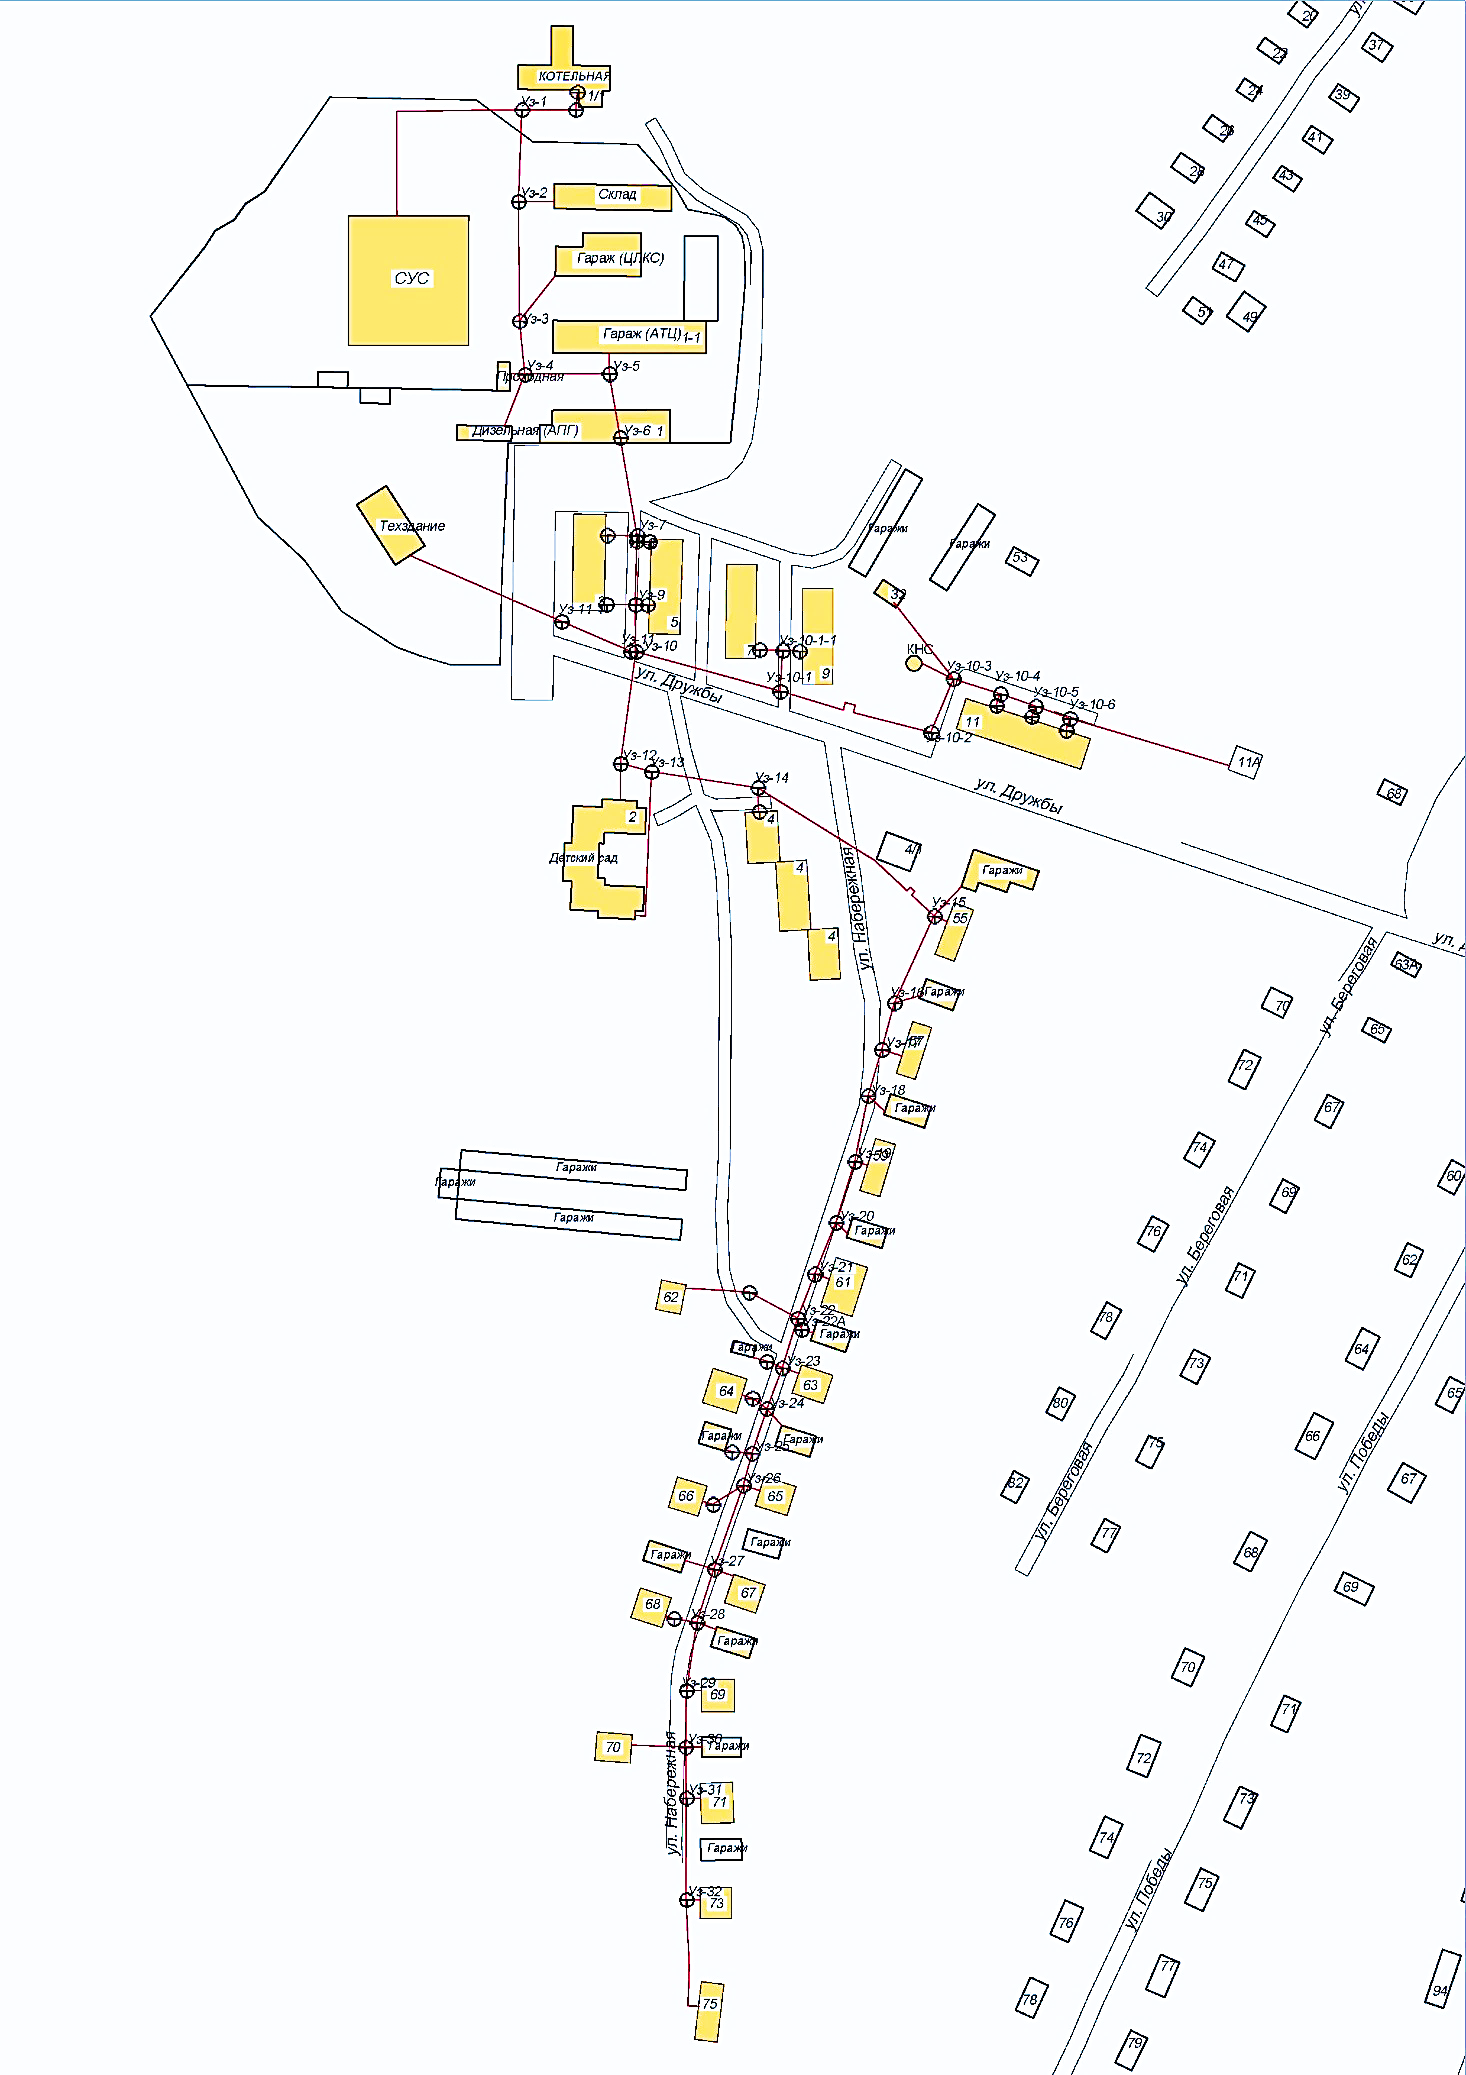 КОТЕЛЬНАЯ
1/1
Уз-1
Уз-2
Склад
Гараж (ЦЛКС)
СУС
Уз-3
Гараж (АТЦ)
1-1
Уз-4
Уз-5
Проходная
Дизельная (АПГ)
Уз-6
1
Техздание
Уз-7
Уз-9
3
5
Уз-11
Уз-11
Уз-10
7
Уз-10-1-1
9
Уз-10-1
ул. Дружбы
Гаражи
Гаражи
53
32
КНС
Уз-10-3
Уз-10-4
Уз-10-5
Уз-10-6
Уз-10-2
11
11А
ул. Дружбы
Уз-12
Уз-13
Уз-14
2
Детский сад
4
4
4
4/1
ул. Набережная
Гаражи
Уз-15
55
Уз-16
Гаражи
Уз-17
57
Уз-18
Гаражи
Уз-19
59
Уз-20
Гаражи
Уз-21
61
Гаражи
Гаражи
Гаражи
62
Уз-22
Уз-22А
Гаражи
Гаражи
Уз-23
63
64
Уз-24
Гаражи
Гаражи
Уз-25
Уз-26
66
65
Гаражи
Гаражи
Уз-27
67
68
Уз-28
Гаражи
Уз-29
69
70
Уз-30
Гаражи
ул. Набережная
Уз-31
71
Гаражи
Уз-32
73
75
22
24
26
28
30
37
39
41
43
45
47
49
68
63А
65
70
72
67
74
69
76
71
78
73
80
75
82
77
ул. Береговая
ул. Береговая
ул. Береговая
60
62
64
65
66
67
68
69
70
71
72
73
74
75
76
77
78
79
94
ул. Победы
ул. Победы